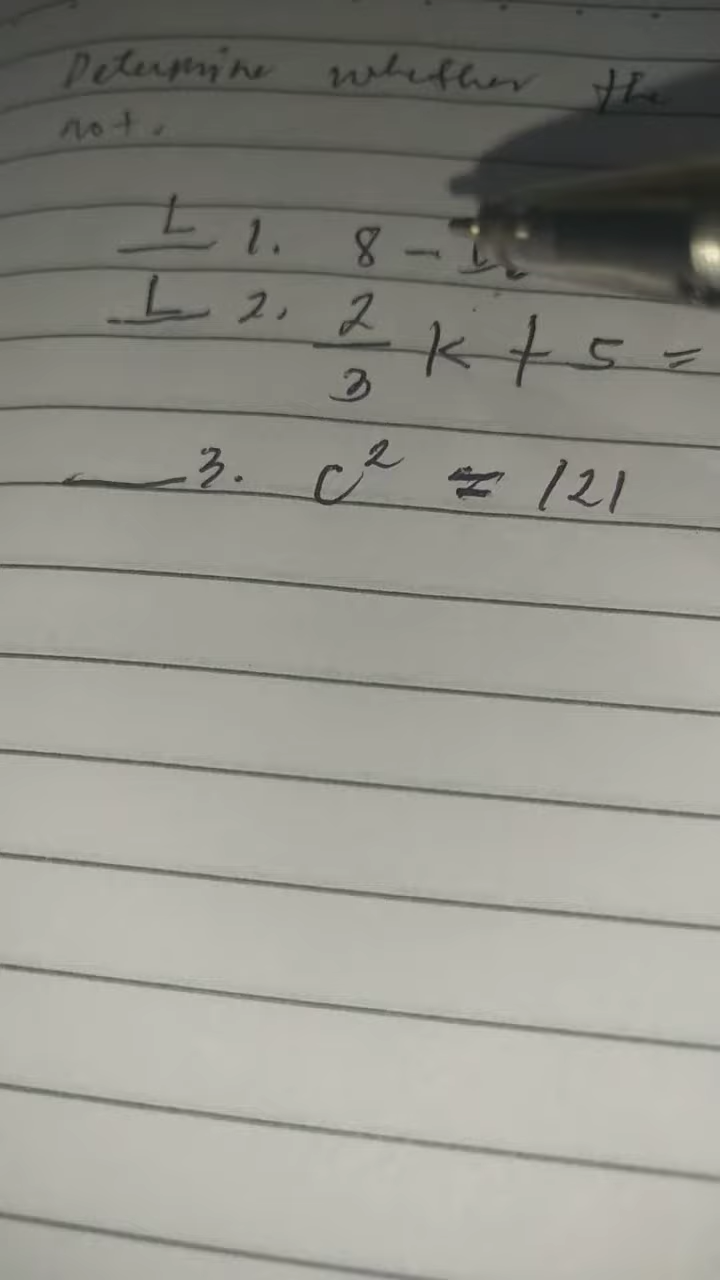 Determine whether the
not.
L 1. 8 -
L 2. 2/3 k + 5 =
3. c² = 121